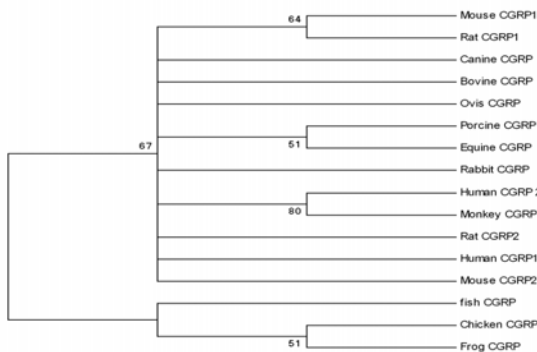 Mouse CGRP1
64
Rat CGRP1
Canine CGRP
Bovine CGRP
Ovis CGRP
Porcine CGRP
67
51
Equine CGRP
Rabbit CGRP
Human CGRP 2
80
Monkey CGRP
Rat CGRP2
Human CGRP1
Mouse CGRP2
fish CGRP
Chicken CGRP
51
Frog CGRP